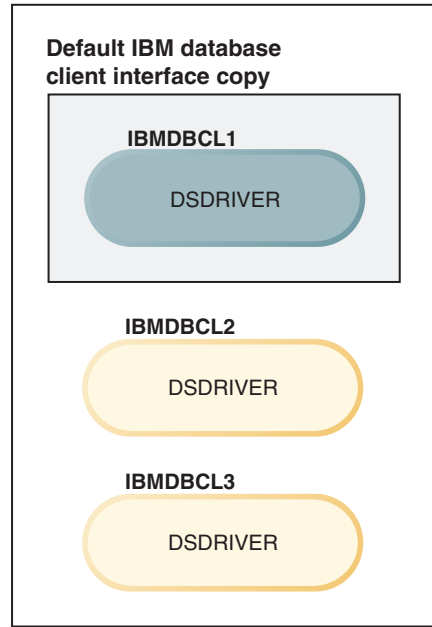 Default IBM database
client interface copy
IBMDBCL1
DSDRIVER
IBMDBCL2
DSDRIVER
IBMDBCL3
DSDRIVER